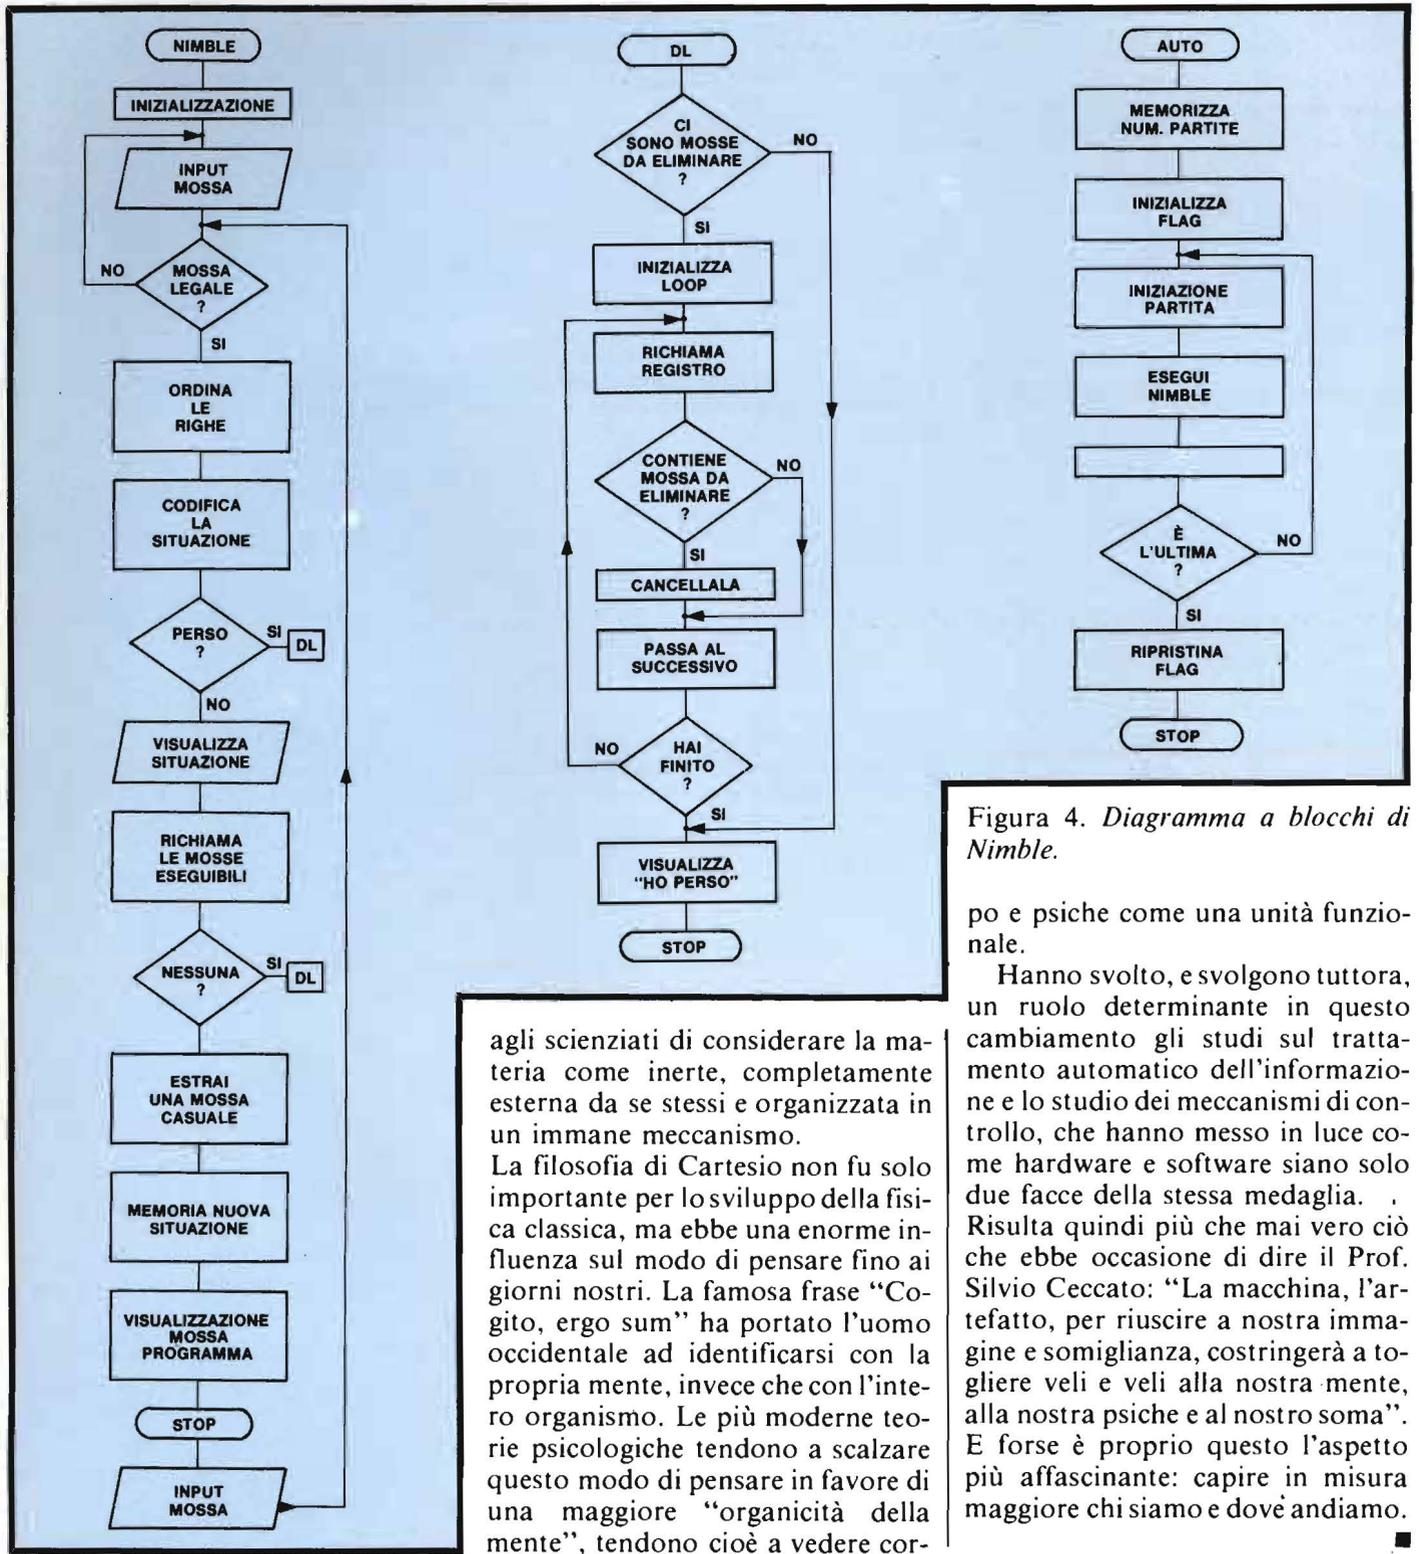 NIMBLE
INIZIALIZZAZIONE
INPUT
MOSSA
NO
MOSSA
LEGALE
?
SI
ORDINA
LE
RIGHE
CODIFICA
LA
SITUAZIONE
PERSO
?
SI
DL
NO
VISUALIZZA
SITUAZIONE
RICHIAMA
LE MOSSE
ESEGUIBILI
NESSUNA
?
SI
DL
ESTRAI
UNA MOSSA
CASUALE
MEMORIA NUOVA
SITUAZIONE
VISUALIZZAZIONE
MOSSA
PROGRAMMA
STOP
INPUT
MOSSA
DL
CI
SONO MOSSE
DA ELIMINARE
?
NO
SI
INIZIALIZZA
LOOP
RICHIAMA
REGISTRO
CONTIENE
MOSSA DA
ELIMINARE
?
NO
SI
CANCELLALA
PASSA AL
SUCCESSIVO
NO
HAI
FINITO
?
SI
VISUALIZZA
"HO PERSO"
STOP
AUTO
MEMORIZZA
NUM. PARTITE
INIZIALIZZA
FLAG
INIZIAZIONE
PARTITA
ESEGUI
NIMBLE
È
L'ULTIMA
?
NO
SI
RIPRISTINA
FLAG
STOP
Figura 4. Diagramma a blocchi di
Nimble.
agli scienziati di considerare la ma-
teria come inerte, completamente
esterna da se stessi e organizzata in
un immane meccanismo.
La filosofia di Cartesio non fu solo
importante per lo sviluppo della fisi-
ca classica, ma ebbe una enorme in-
fluenza sul modo di pensare fino ai
giorni nostri. La famosa frase “Co-
gito, ergo sum” ha portato l'uomo
occidentale ad identificarsi con la
propria mente, invece che con l'inte-
ro organismo. Le più moderne teo-
rie psicologiche tendono a scalzare
questo modo di pensare in favore di
una maggiore “organicità della
mente”, tendono cioè a vedere cor-
po e psiche come una unità funzio-
nale.
Hanno svolto, e svolgono tuttora,
un ruolo determinante in questo
cambiamento gli studi sul tratta-
mento automatico dell'informazio-
ne e lo studio dei meccanismi di con-
trollo, che hanno messo in luce co-
me hardware e software siano solo
due facce della stessa medaglia.
Risulta quindi più che mai vero ciò
che ebbe occasione di dire il Prof.
Silvio Ceccato: “La macchina, l'ar-
tefatto, per riuscire a nostra imma-
gine e somiglianza, costringerà a to-
gliere veli e veli alla nostra mente,
alla nostra psiche e al nostro soma”.
E forse è proprio questo l'aspetto
più affascinante: capire in misura
maggiore chi siamo e dove andiamo.